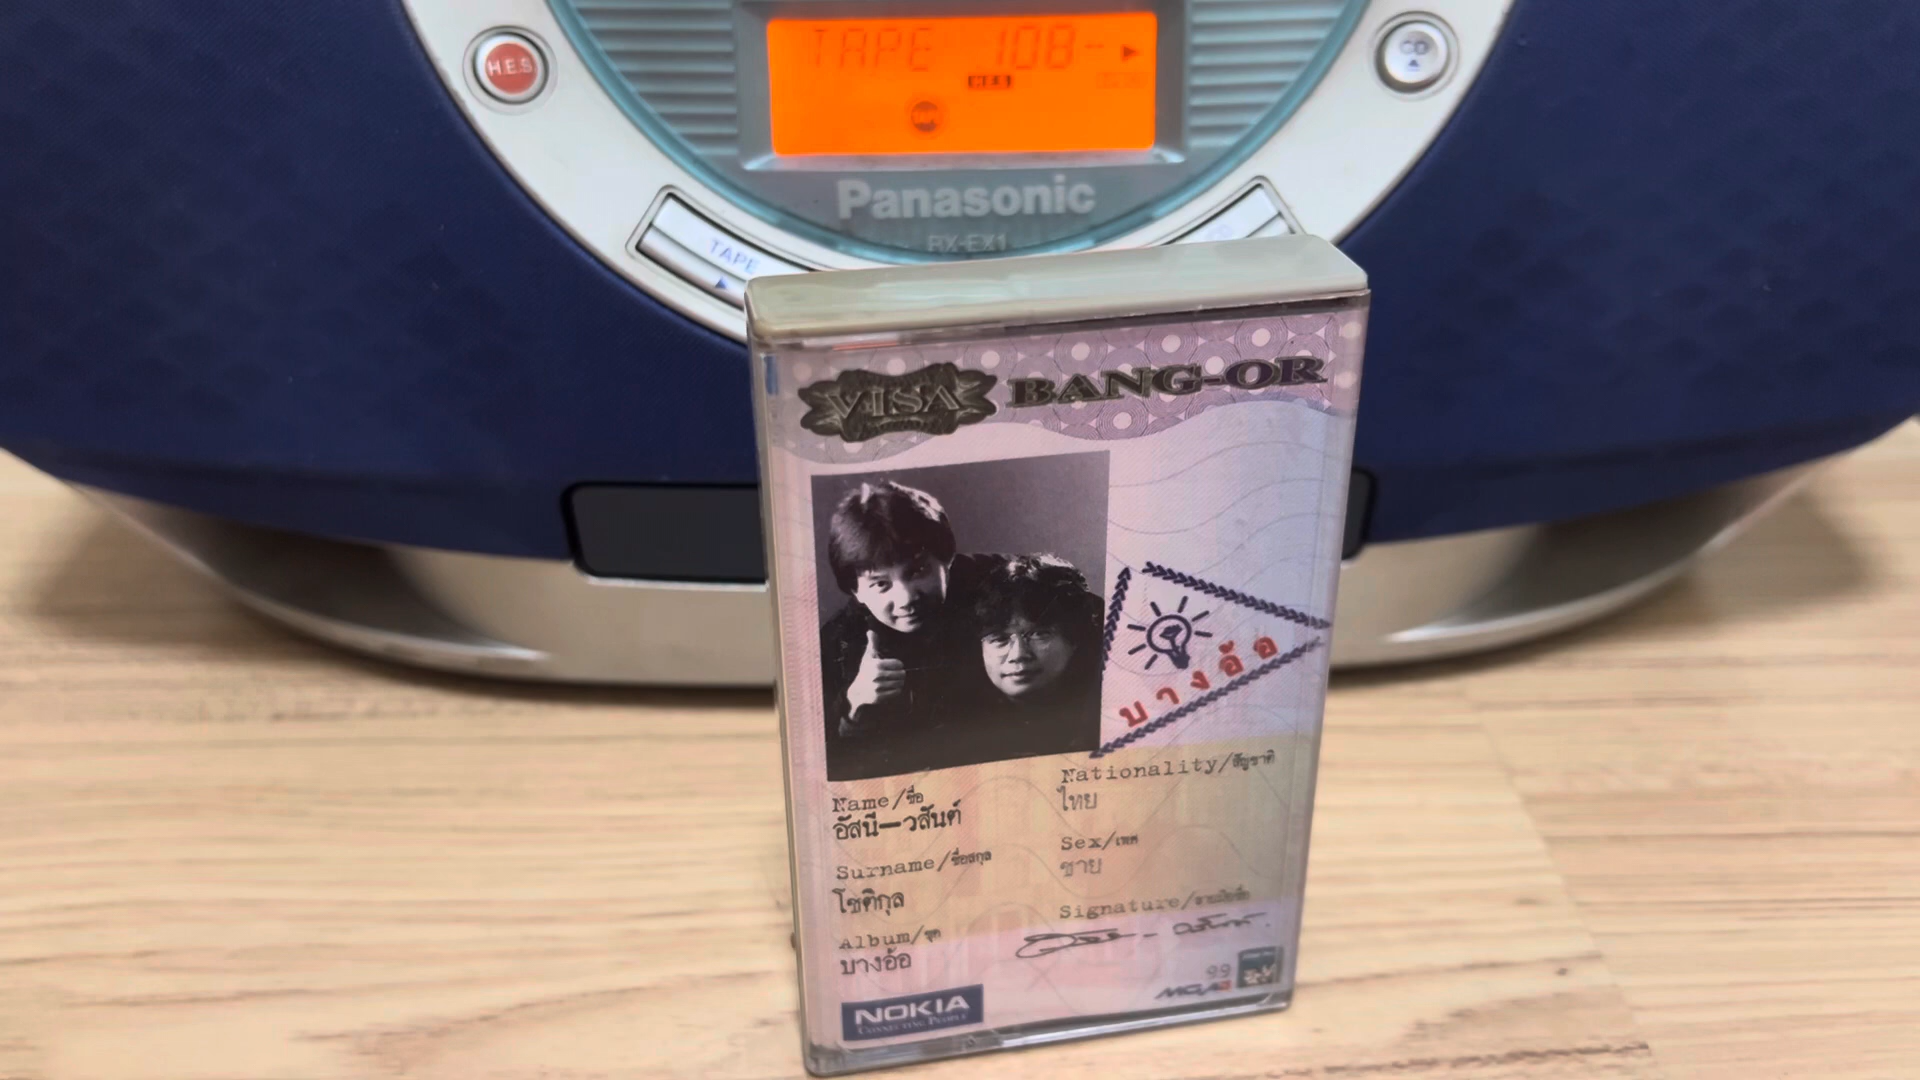 H.E.S
TAPE 108-
H.E.S
CD
Panasonic
RX-EX1
TAPE
VISA BANG-OR
บางอ้อ
Name/ชื่อ
อัสนี–วสันต์
Surname/ชื่อสกุล
โชติกุล
Album/ชุด
บางอ้อ
Nationality/สัญชาติ
ไทย
Sex/เพศ
ชาย
Signature/ลายมือชื่อ
NOKIA
CONNECTING PEOPLE
99
MGA